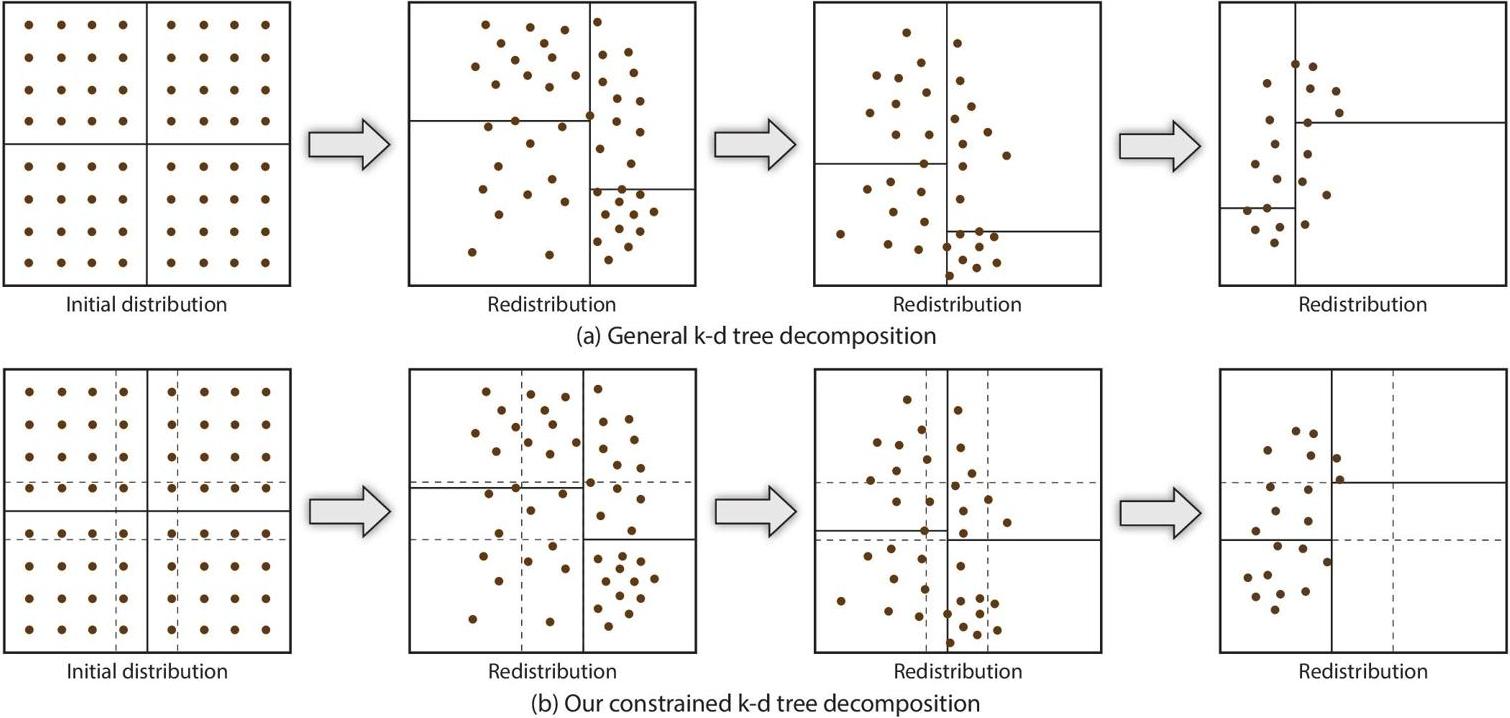 Initial distribution
Redistribution
Redistribution
Redistribution
(a) General k-d tree decomposition
Initial distribution
Redistribution
Redistribution
Redistribution
(b) Our constrained k-d tree decomposition